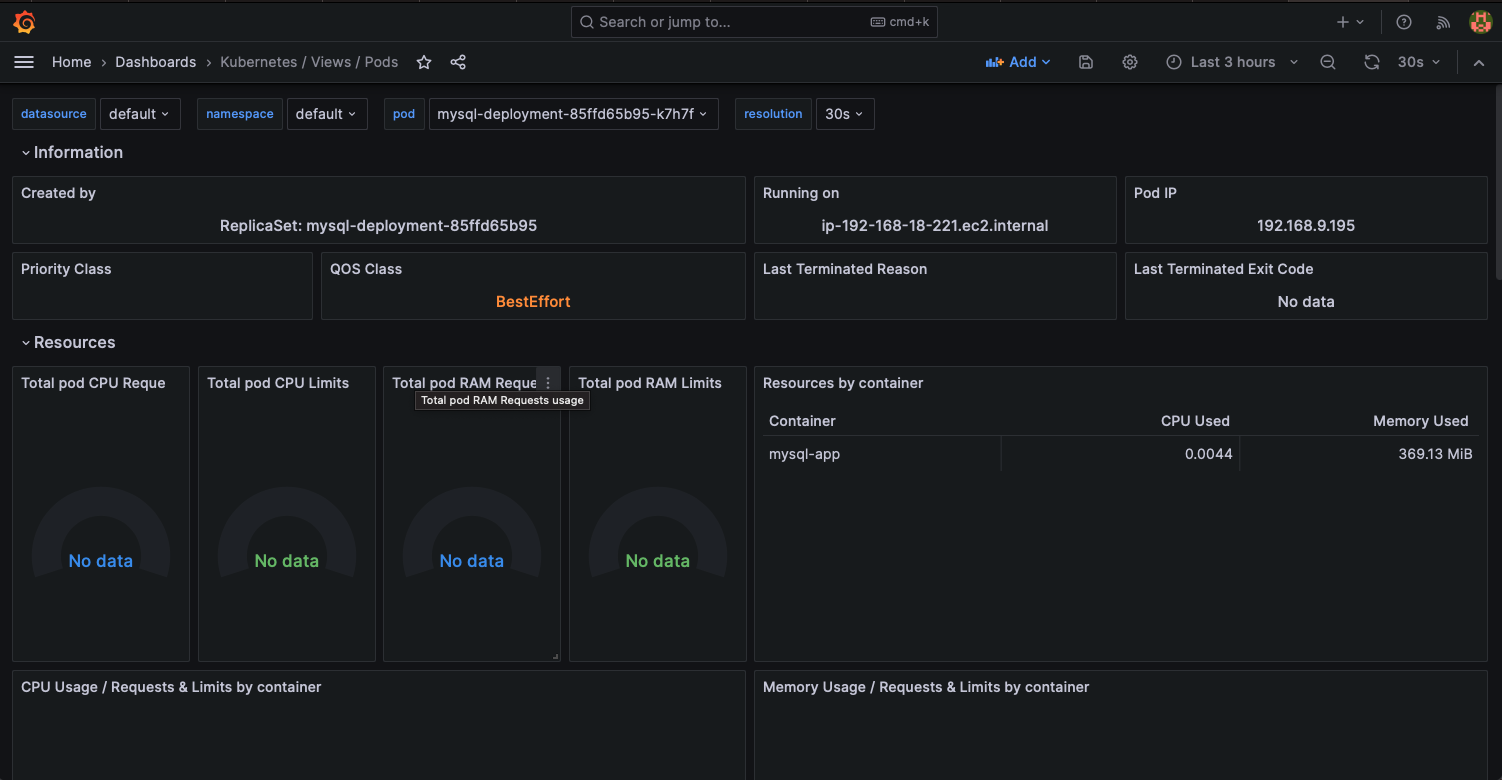 Search or jump to... cmd+k
Home › Dashboards › Kubernetes / Views / Pods Add Last 3 hours 30s
datasource default namespace default pod mysql-deployment-85ffd65b95-k7h7f resolution 30s
Information
Created by
ReplicaSet: mysql-deployment-85ffd65b95
Running on
ip-192-168-18-221.ec2.internal
Pod IP
192.168.9.195
Priority Class
QOS Class
BestEffort
Last Terminated Reason
Last Terminated Exit Code
No data
Resources
Total pod CPU Reque
No data
Total pod CPU Limits
No data
Total pod RAM Reque
Total pod RAM Requests usage
No data
Total pod RAM Limits
No data
Resources by container
Container CPU Used Memory Used
mysql-app 0.0044 369.13 MiB
CPU Usage / Requests & Limits by container
Memory Usage / Requests & Limits by container